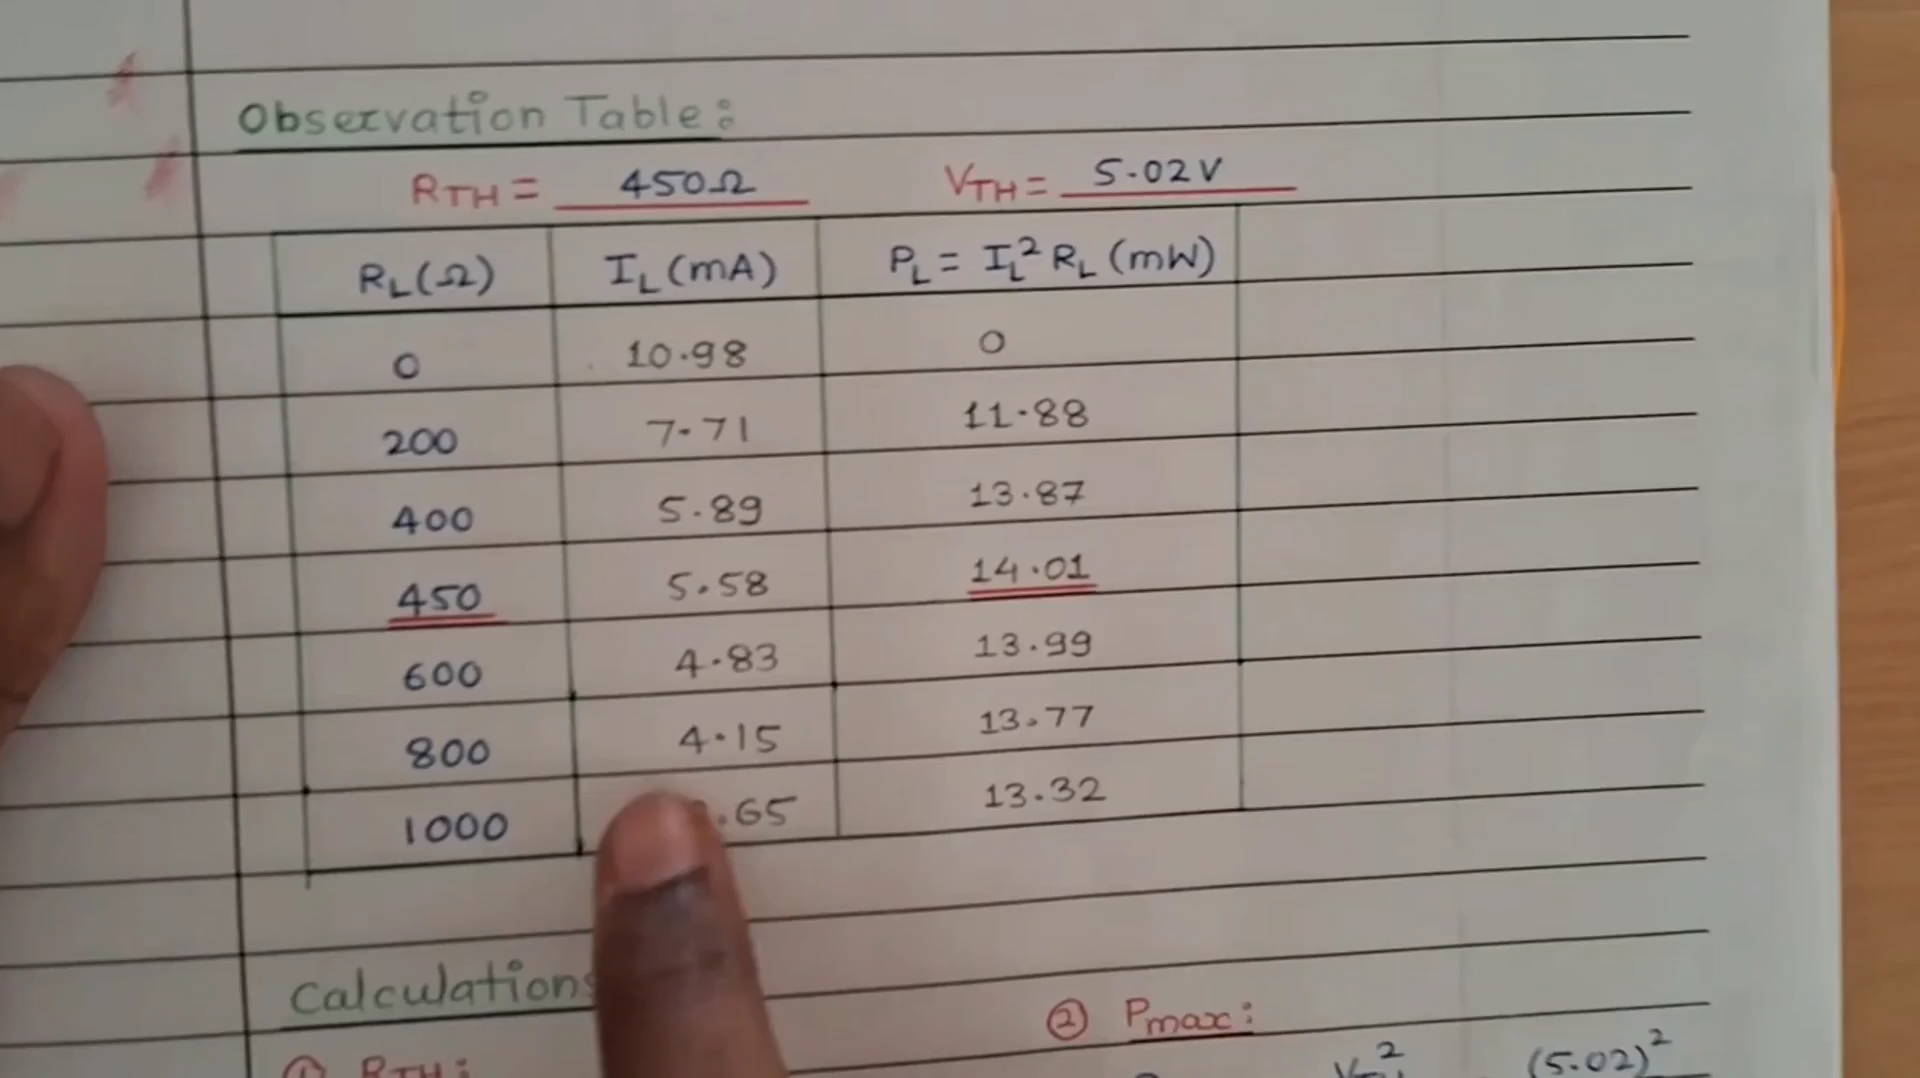 Observation Table:
RTH = 450Ω VTH = 5.02V
RL(Ω) IL(mA) PL = IL²RL(mW)
0 10.98 0
200 7.71 11.88
400 5.89 13.87
450 5.58 14.01
600 4.83 13.99
800 4.15 13.77
1000 .65 13.32
Calculations
② Pmax:
① RTH:
(5.02)²